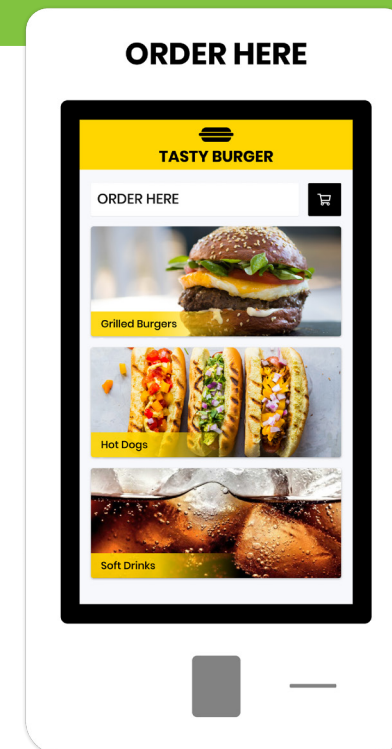 ORDER HERE
TASTY BURGER
ORDER HERE
Grilled Burgers
Hot Dogs
Soft Drinks